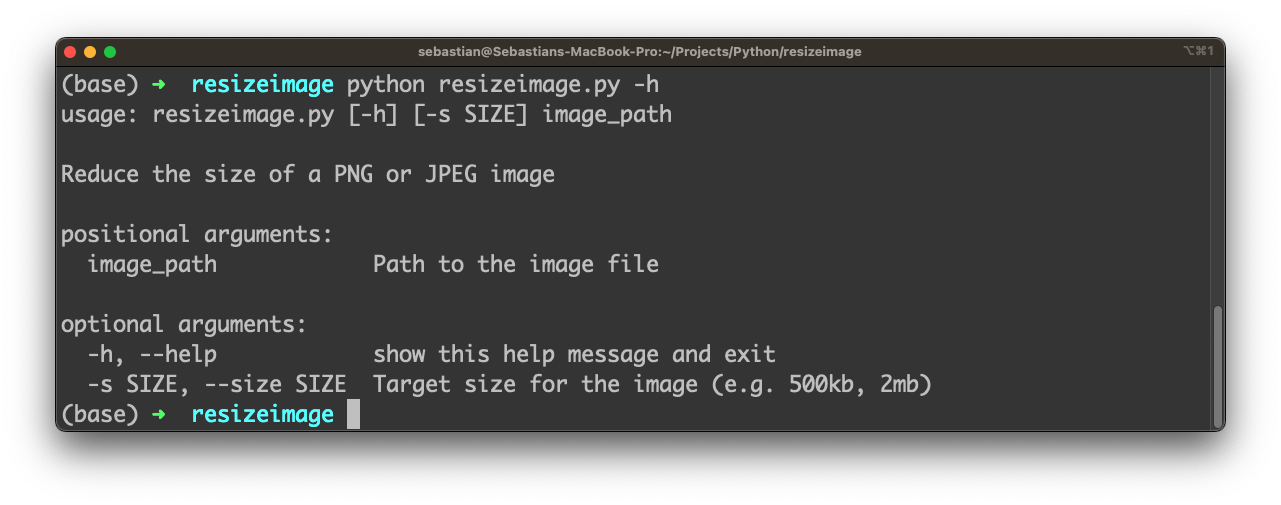 sebastian@Sebastians-MacBook-Pro:~/Projects/Python/resizeimage ⌥⌘1
(base) ➜  resizeimage python resizeimage.py -h
usage: resizeimage.py [-h] [-s SIZE] image_path

Reduce the size of a PNG or JPEG image

positional arguments:
  image_path            Path to the image file

optional arguments:
  -h, --help            show this help message and exit
  -s SIZE, --size SIZE  Target size for the image (e.g. 500kb, 2mb)
(base) ➜  resizeimage